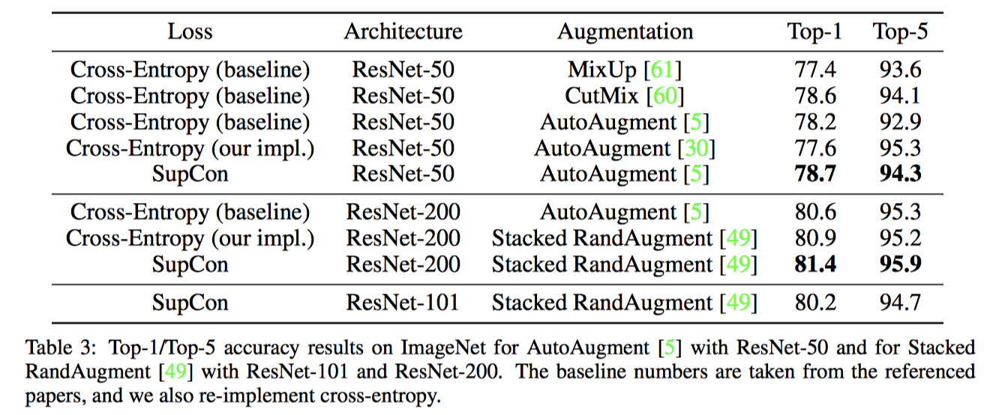 Loss Architecture Augmentation Top-1 Top-5
Cross-Entropy (baseline) ResNet-50 MixUp [61] 77.4 93.6
Cross-Entropy (baseline) ResNet-50 CutMix [60] 78.6 94.1
Cross-Entropy (baseline) ResNet-50 AutoAugment [5] 78.2 92.9
Cross-Entropy (our impl.) ResNet-50 AutoAugment [30] 77.6 95.3
SupCon ResNet-50 AutoAugment [5] 78.7 94.3
Cross-Entropy (baseline) ResNet-200 AutoAugment [5] 80.6 95.3
Cross-Entropy (our impl.) ResNet-200 Stacked RandAugment [49] 80.9 95.2
SupCon ResNet-200 Stacked RandAugment [49] 81.4 95.9
SupCon ResNet-101 Stacked RandAugment [49] 80.2 94.7
Table 3: Top-1/Top-5 accuracy results on ImageNet for AutoAugment [5] with ResNet-50 and for Stacked
RandAugment [49] with ResNet-101 and ResNet-200. The baseline numbers are taken from the referenced
papers, and we also re-implement cross-entropy.